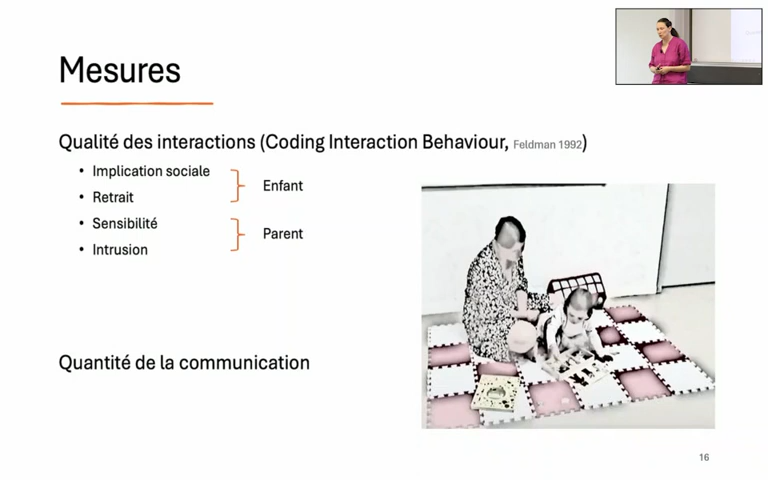 Mesures
Qualité des interactions (Coding Interaction Behaviour, Feldman 1992)
• Implication sociale
• Retrait
Enfant
• Sensibilité
• Intrusion
Parent
Quantité de la communication
16